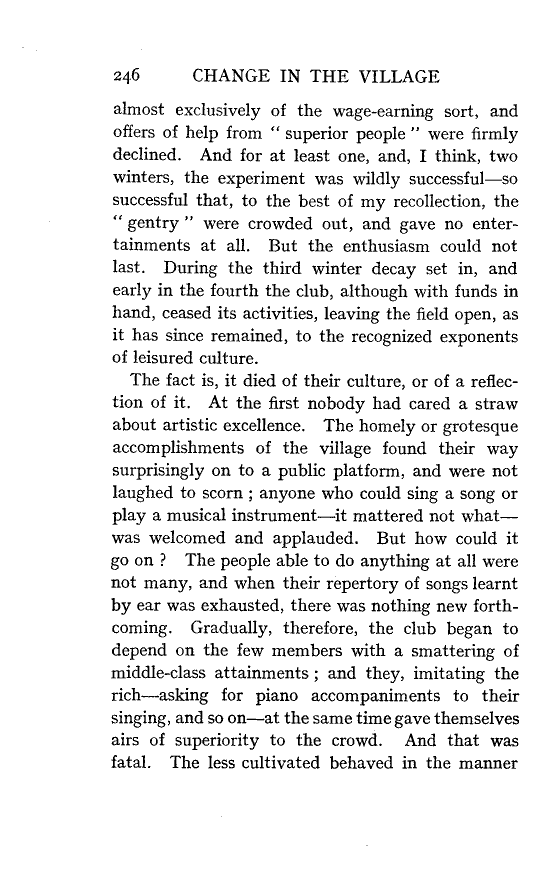 246 CHANGE IN THE VILLAGE
almost exclusively of the wage-earning sort, and
offers of help from “ superior people ” were firmly
declined. And for at least one, and, I think, two
winters, the experiment was wildly successful—so
successful that, to the best of my recollection, the
“ gentry ” were crowded out, and gave no enter-
tainments at all. But the enthusiasm could not
last. During the third winter decay set in, and
early in the fourth the club, although with funds in
hand, ceased its activities, leaving the field open, as
it has since remained, to the recognized exponents
of leisured culture.
The fact is, it died of their culture, or of a reflec-
tion of it. At the first nobody had cared a straw
about artistic excellence. The homely or grotesque
accomplishments of the village found their way
surprisingly on to a public platform, and were not
laughed to scorn ; anyone who could sing a song or
play a musical instrument—it mattered not what—
was welcomed and applauded. But how could it
go on ? The people able to do anything at all were
not many, and when their repertory of songs learnt
by ear was exhausted, there was nothing new forth-
coming. Gradually, therefore, the club began to
depend on the few members with a smattering of
middle-class attainments ; and they, imitating the
rich—asking for piano accompaniments to their
singing, and so on—at the same time gave themselves
airs of superiority to the crowd. And that was
fatal. The less cultivated behaved in the manner